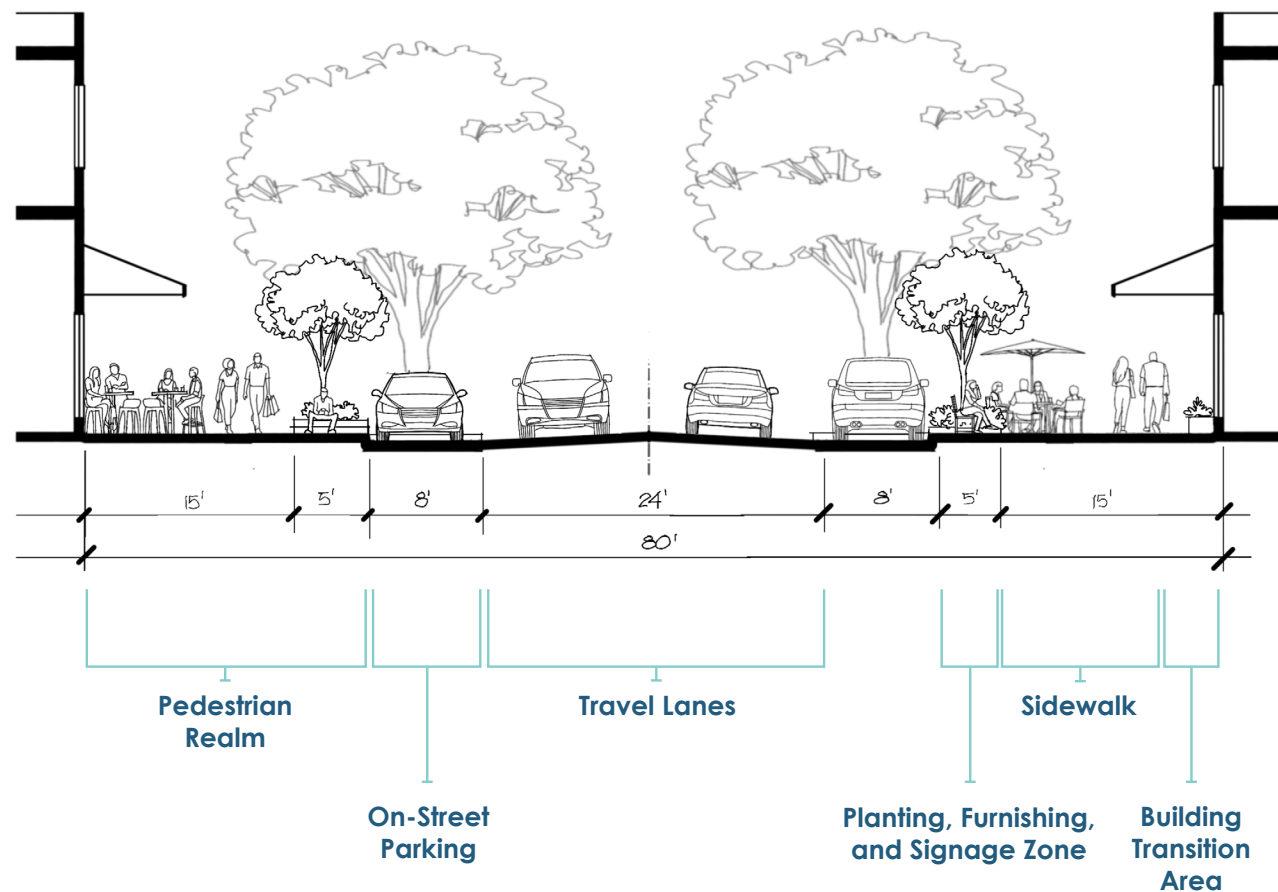 15'
5'
8'
24'
8'
5'
15'
80'
Pedestrian
Realm
Travel Lanes
Sidewalk
On-Street
Parking
Planting, Furnishing,
and Signage Zone
Building
Transition
Area